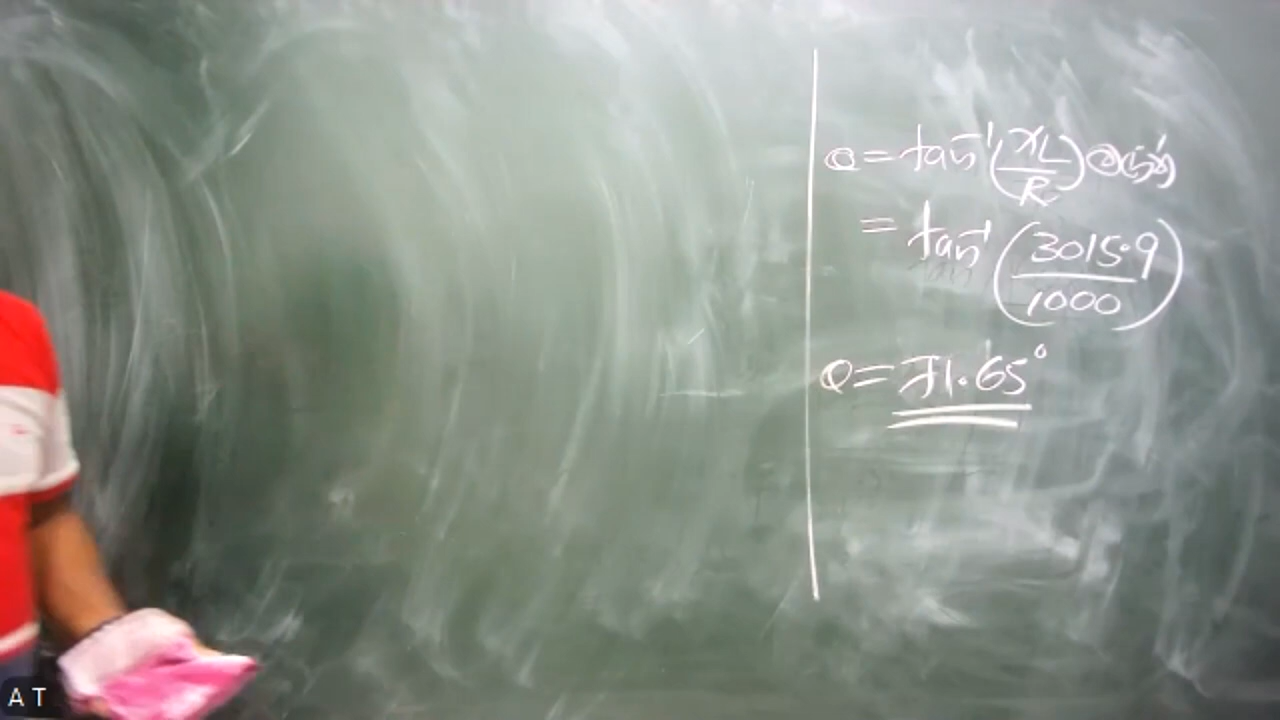 θ = tan⁻¹(XL/R)
= tan⁻¹(3015.9/1000)
θ = 71.65°
A T